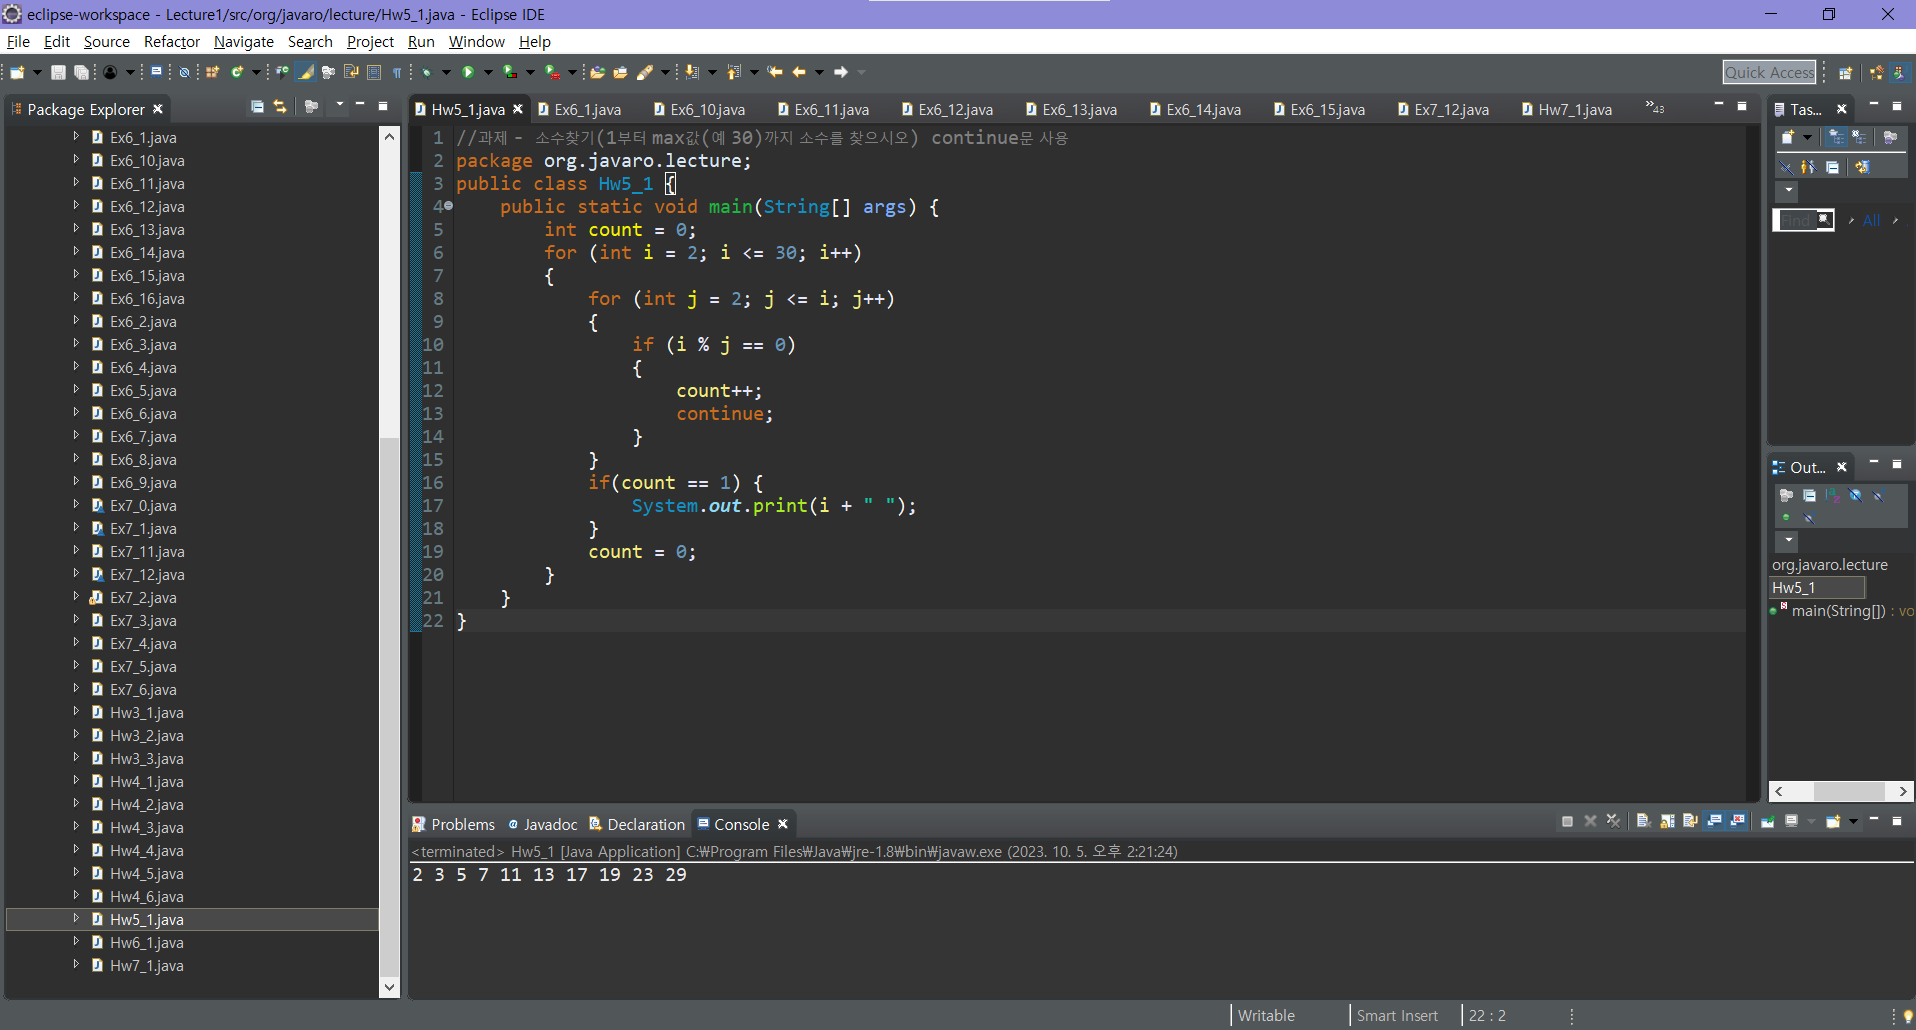 eclipse-workspace - Lecture1/src/org/javaro/lecture/Hw5_1.java - Eclipse IDE
File Edit Source Refactor Navigate Search Project Run Window Help
Quick Access
Package Explorer
Ex6_1.java
Ex6_10.java
Ex6_11.java
Ex6_12.java
Ex6_13.java
Ex6_14.java
Ex6_15.java
Ex6_16.java
Ex6_2.java
Ex6_3.java
Ex6_4.java
Ex6_5.java
Ex6_6.java
Ex6_7.java
Ex6_8.java
Ex6_9.java
Ex7_0.java
Ex7_1.java
Ex7_11.java
Ex7_12.java
Ex7_2.java
Ex7_3.java
Ex7_4.java
Ex7_5.java
Ex7_6.java
Hw3_1.java
Hw3_2.java
Hw3_3.java
Hw4_1.java
Hw4_2.java
Hw4_3.java
Hw4_4.java
Hw4_5.java
Hw4_6.java
Hw5_1.java
Hw6_1.java
Hw7_1.java
Hw5_1.java Ex6_1.java Ex6_10.java Ex6_11.java Ex6_12.java Ex6_13.java Ex6_14.java Ex6_15.java Ex7_12.java Hw7_1.java »43
1 //과제 - 소수찾기(1부터 max값(예 30)까지 소수를 찾으시오) continue문 사용
2 package org.javaro.lecture;
3 public class Hw5_1 {
4     public static void main(String[] args) {
5         int count = 0;
6         for (int i = 2; i <= 30; i++)
7         {
8             for (int j = 2; j <= i; j++)
9             {
10                 if (i % j == 0)
11                 {
12                     count++;
13                     continue;
14                 }
15             }
16             if(count == 1) {
17                 System.out.print(i + " ");
18             }
19             count = 0;
20         }
21     }
22 }
Tas...
Find All
Out...
org.javaro.lecture
Hw5_1
main(String[]) : vo
Problems @ Javadoc Declaration Console
<terminated> Hw5_1 [Java Application] C:₩Program Files₩Java₩jre-1.8₩bin₩javaw.exe (2023. 10. 5. 오후 2:21:24)
2 3 5 7 11 13 17 19 23 29
Writable Smart Insert 22 : 2